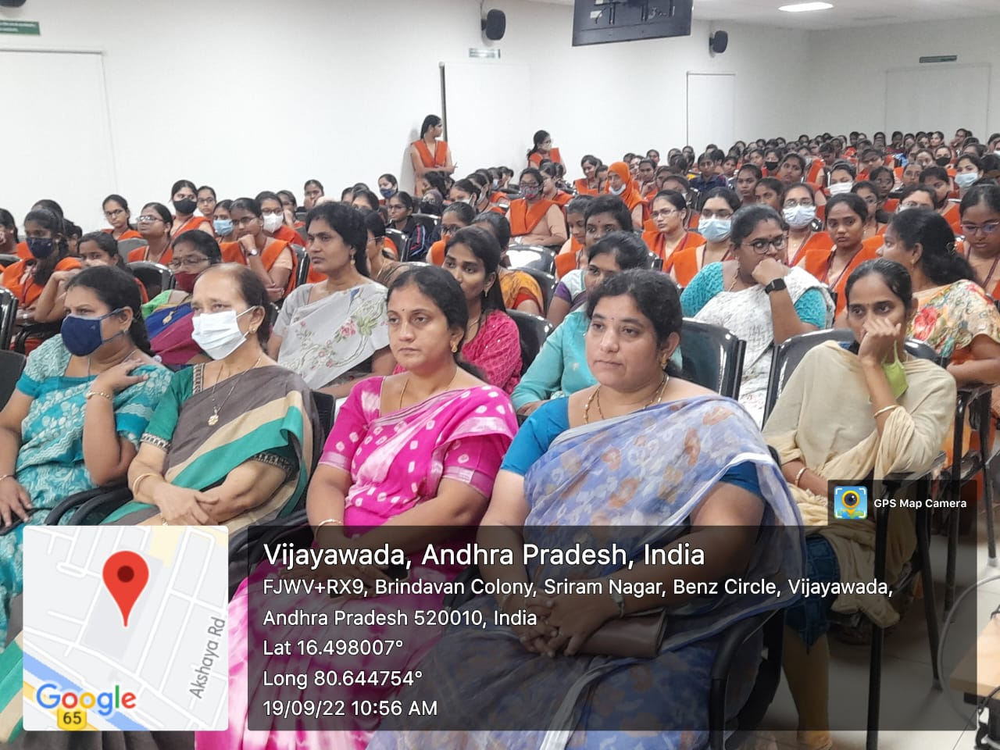 GPS Map Camera
Vijayawada, Andhra Pradesh, India
FJWV+RX9, Brindavan Colony, Sriram Nagar, Benz Circle, Vijayawada,
Andhra Pradesh 520010, India
Lat 16.498007°
Long 80.644754°
19/09/22 10:56 AM
Akshaya Rd
Google
65